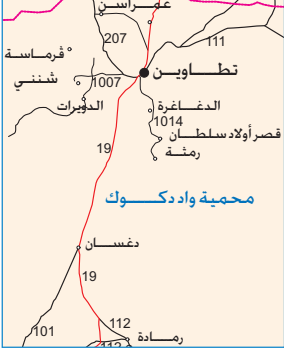 غمراسن
207
111
ڤرماسة
تطاوين
شنني
1007
الدويرات
الدغاغرة
1014
قصر أولاد سلطان
رمثة
19
محمية واد دكوك
دغسان
19
112
101
رمادة